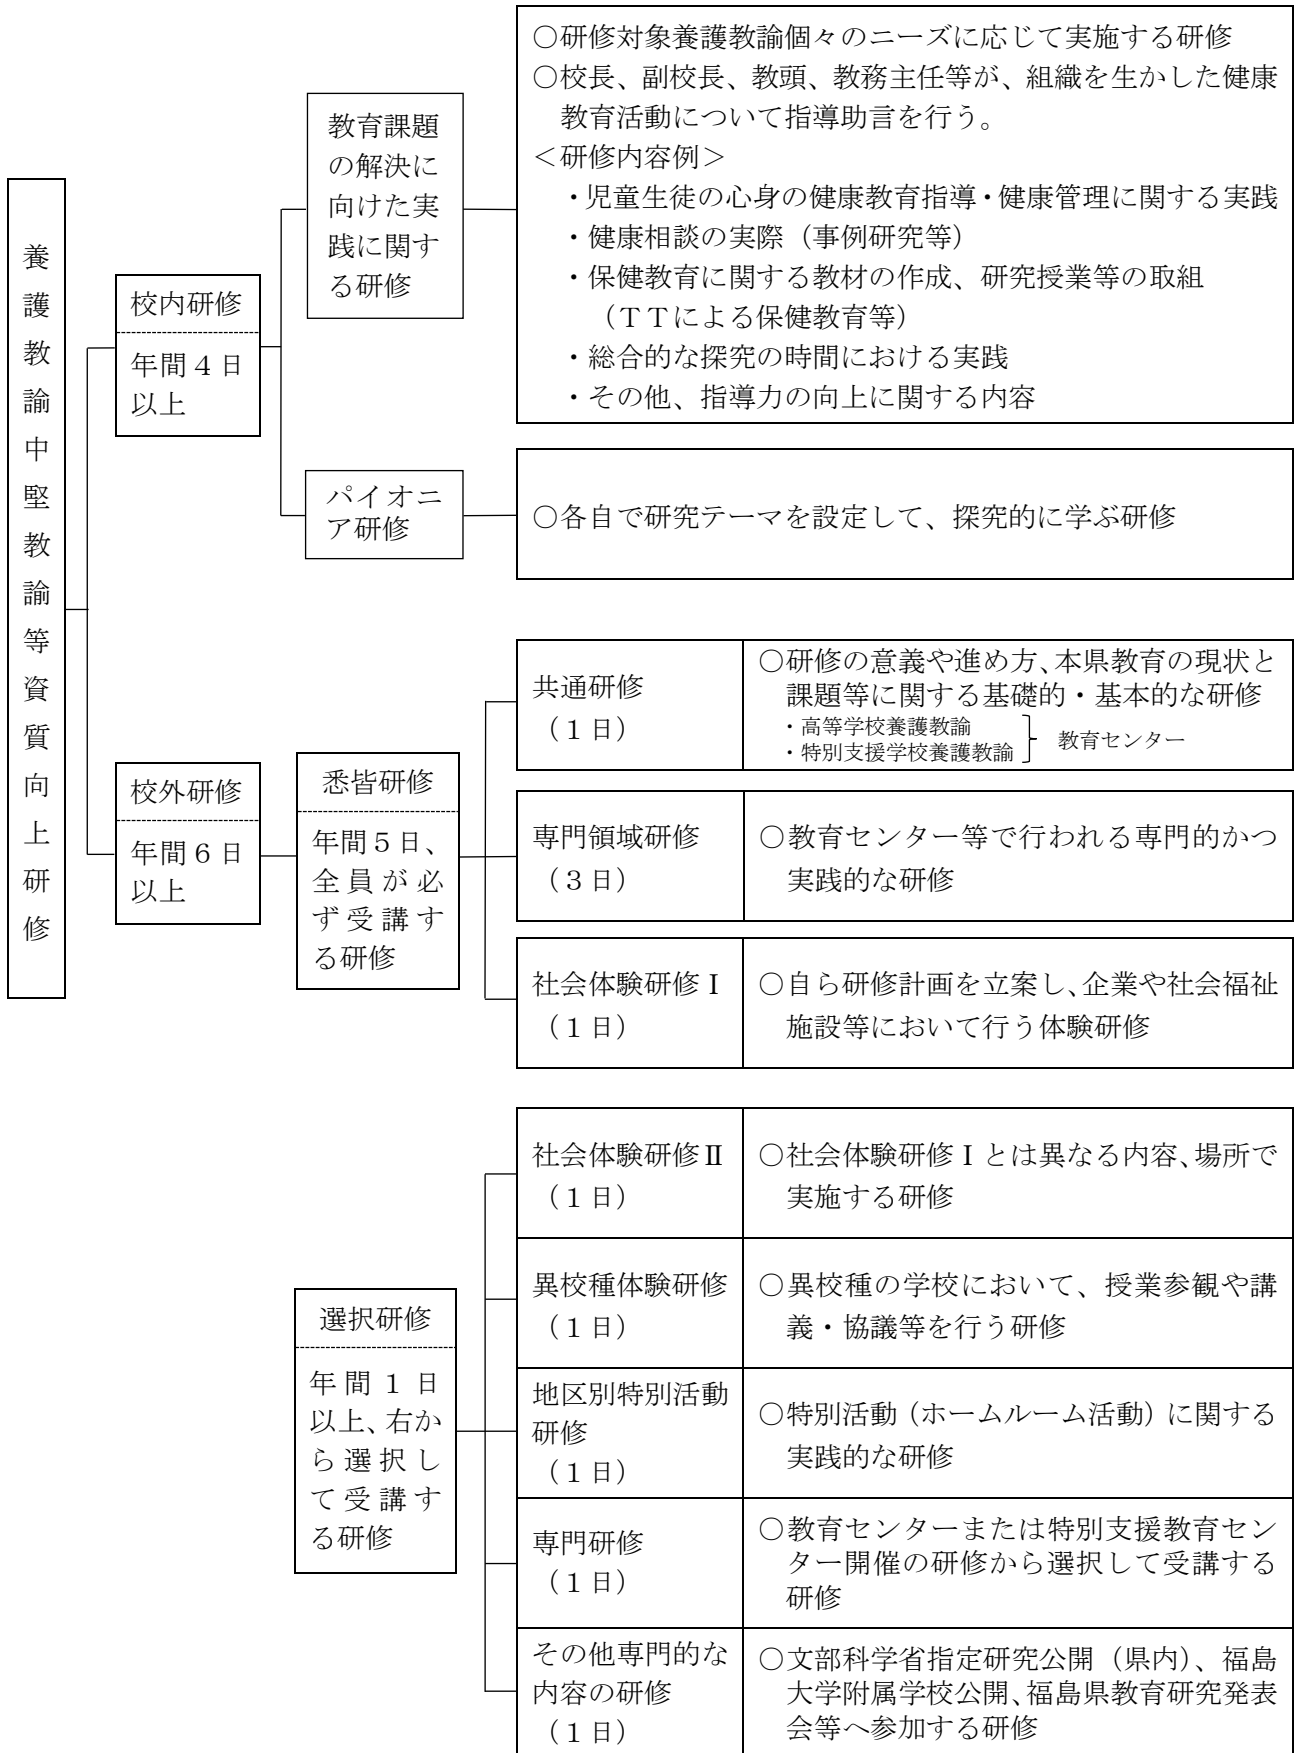 養護教諭中堅教諭等資質向上研修
校内研修
年間４日
以上
教育課題
の解決に
向けた実
践に関す
る研修
○研修対象養護教諭個々のニーズに応じて実施する研修
○校長、副校長、教頭、教務主任等が、組織を生かした健康
教育活動について指導助言を行う。
＜研修内容例＞
・児童生徒の心身の健康教育指導・健康管理に関する実践
・健康相談の実際（事例研究等）
・保健教育に関する教材の作成、研究授業等の取組
（ＴＴによる保健教育等）
・総合的な探究の時間における実践
・その他、指導力の向上に関する内容
パイオニ
ア研修
○各自で研究テーマを設定して、探究的に学ぶ研修
校外研修
年間６日
以上
悉皆研修
年間５日、
全員が必
ず受講す
る研修
共通研修
（１日）
○研修の意義や進め方、本県教育の現状と
課題等に関する基礎的・基本的な研修
・高等学校養護教諭
・特別支援学校養護教諭
教育センター
専門領域研修
（３日）
○教育センター等で行われる専門的かつ
実践的な研修
社会体験研修Ⅰ
（１日）
○自ら研修計画を立案し、企業や社会福祉
施設等において行う体験研修
選択研修
年間１日
以上、右か
ら選択し
て受講す
る研修
社会体験研修Ⅱ
（１日）
○社会体験研修Ⅰとは異なる内容、場所で
実施する研修
異校種体験研修
（１日）
○異校種の学校において、授業参観や講
義・協議等を行う研修
地区別特別活動
研修
（１日）
○特別活動（ホームルーム活動）に関する
実践的な研修
専門研修
（１日）
○教育センターまたは特別支援教育セン
ター開催の研修から選択して受講する
研修
その他専門的な
内容の研修
（１日）
○文部科学省指定研究公開（県内）、福島
大学附属学校公開、福島県教育研究発表
会等へ参加する研修